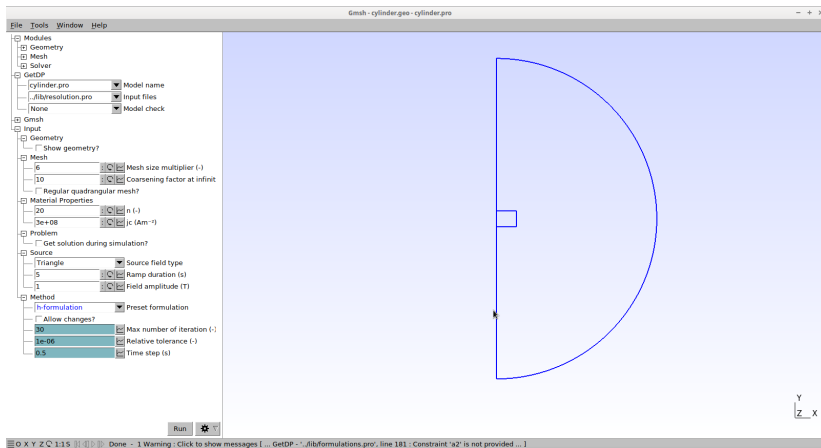 Gmsh - cylinder.geo - cylinder.pro
File Tools Window Help
Modules
Geometry
Mesh
Solver
GetDP
cylinder.pro Model name
../lib/resolution.pro Input files
None Model check
Gmsh
Input
Geometry
Show geometry?
Mesh
6 Mesh size multiplier (-)
10 Coarsening factor at infinit
Regular quadrangular mesh?
Material Properties
20 n (-)
3e+08 jc (Am⁻²)
Problem
Get solution during simulation?
Source
Triangle Source field type
5 Ramp duration (s)
1 Field amplitude (T)
Method
h-formulation Preset formulation
Allow changes?
30 Max number of iteration (-)
1e-06 Relative tolerance (-)
0.5 Time step (s)
Y
Z X
Run
O X Y Z 1:1 S Done - 1 Warning : Click to show messages [ ... GetDP - '../lib/formulations.pro', line 181 : Constraint 'a2' is not provided ... ]